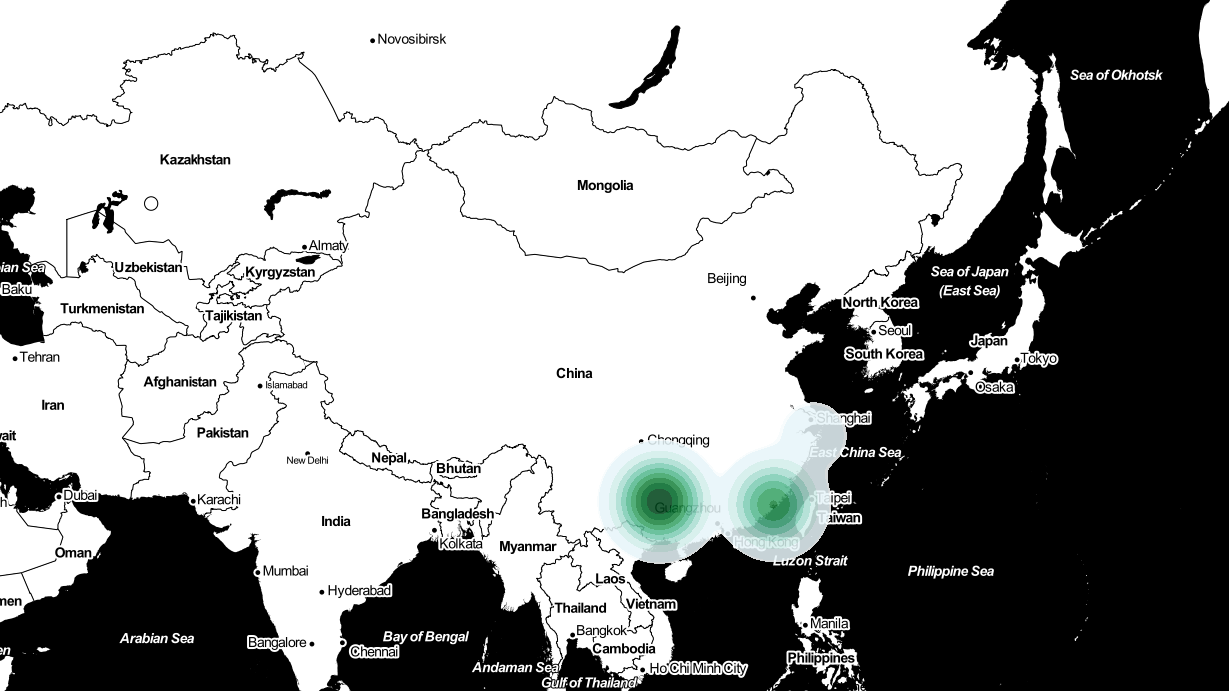 Novosibirsk
Sea of Okhotsk
Kazakhstan
Mongolia
Almaty
ian Sea
Uzbekistan
Kyrgyzstan
Beijing
Sea of Japan
(East Sea)
Baku
Turkmenistan
Tajikistan
North Korea
Seoul
Japan
South Korea
Tehran
Tokyo
China
Afghanistan
Islamabad
Osaka
Iran
Pakistan
Shanghai
wait
Chongqing
New Delhi
Nepal
Bhutan
East China Sea
Dubai
Karachi
Guangzhou
Taipei
Bangladesh
Taiwan
India
Kolkata
Myanmar
Hong Kong
Oman
Luzon Strait
Mumbai
Laos
Philippine Sea
Hyderabad
men
Thailand
Vietnam
Manila
Arabian Sea
Bay of Bengal
Bangkok
Bangalore
Chennai
Cambodia
en
Philippines
Andaman Sea
Ho Chi Minh City
Gulf of Thailand